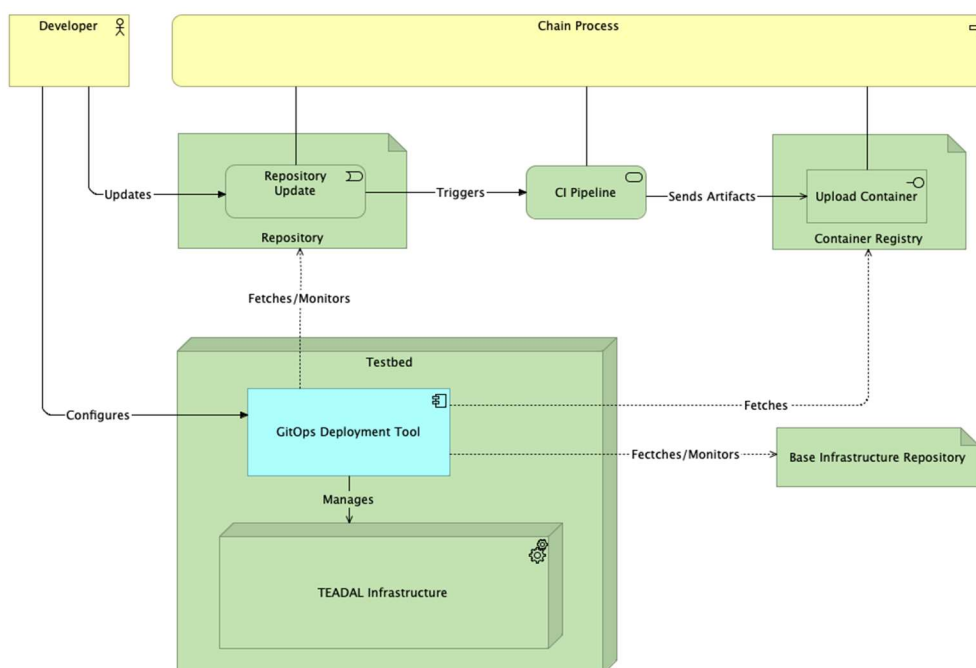 Developer
Chain Process
Repository
Update
Updates
Triggers
CI Pipeline
Sends Artifacts
Upload Container
Repository
Container Registry
Fetches/Monitors
Testbed
Configures
GitOps Deployment Tool
Fetches
Fectches/Monitors
Base Infrastructure Repository
Manages
TEADAL Infrastructure